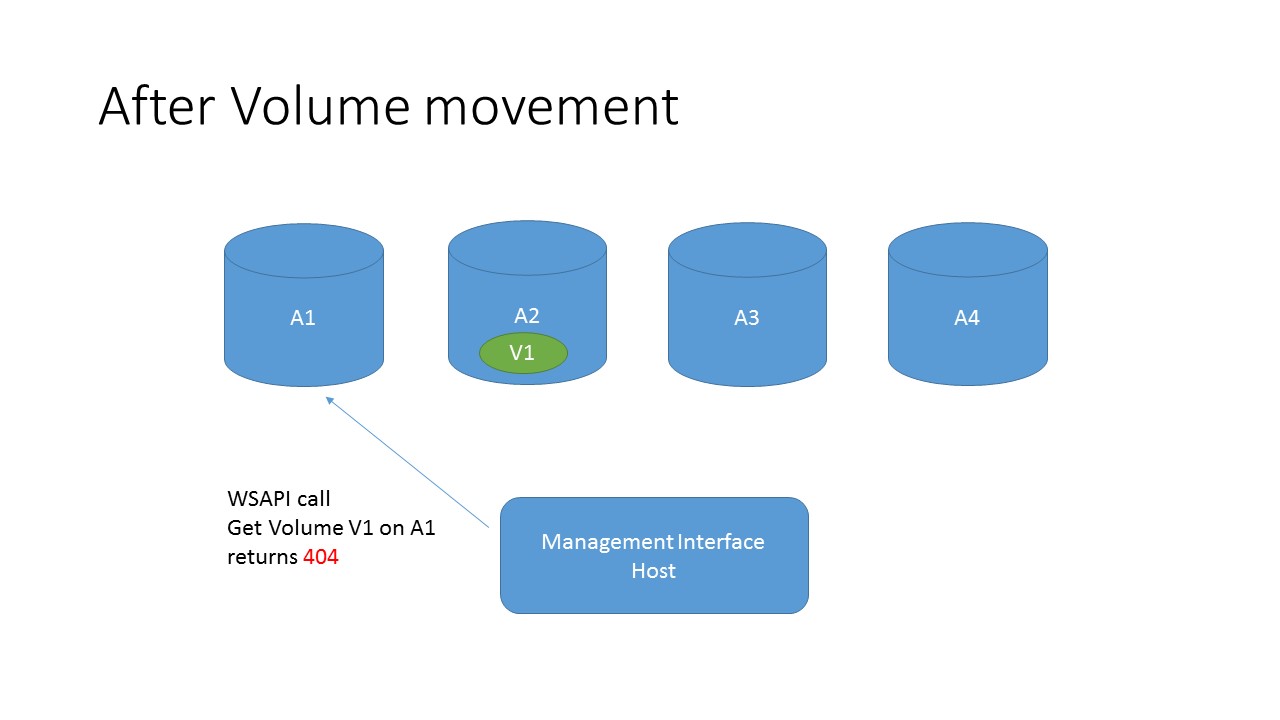 After Volume movement
A1
A2
A3
A4
V1
WSAPI call
Get Volume V1 on A1
returns 404
Management Interface
Host